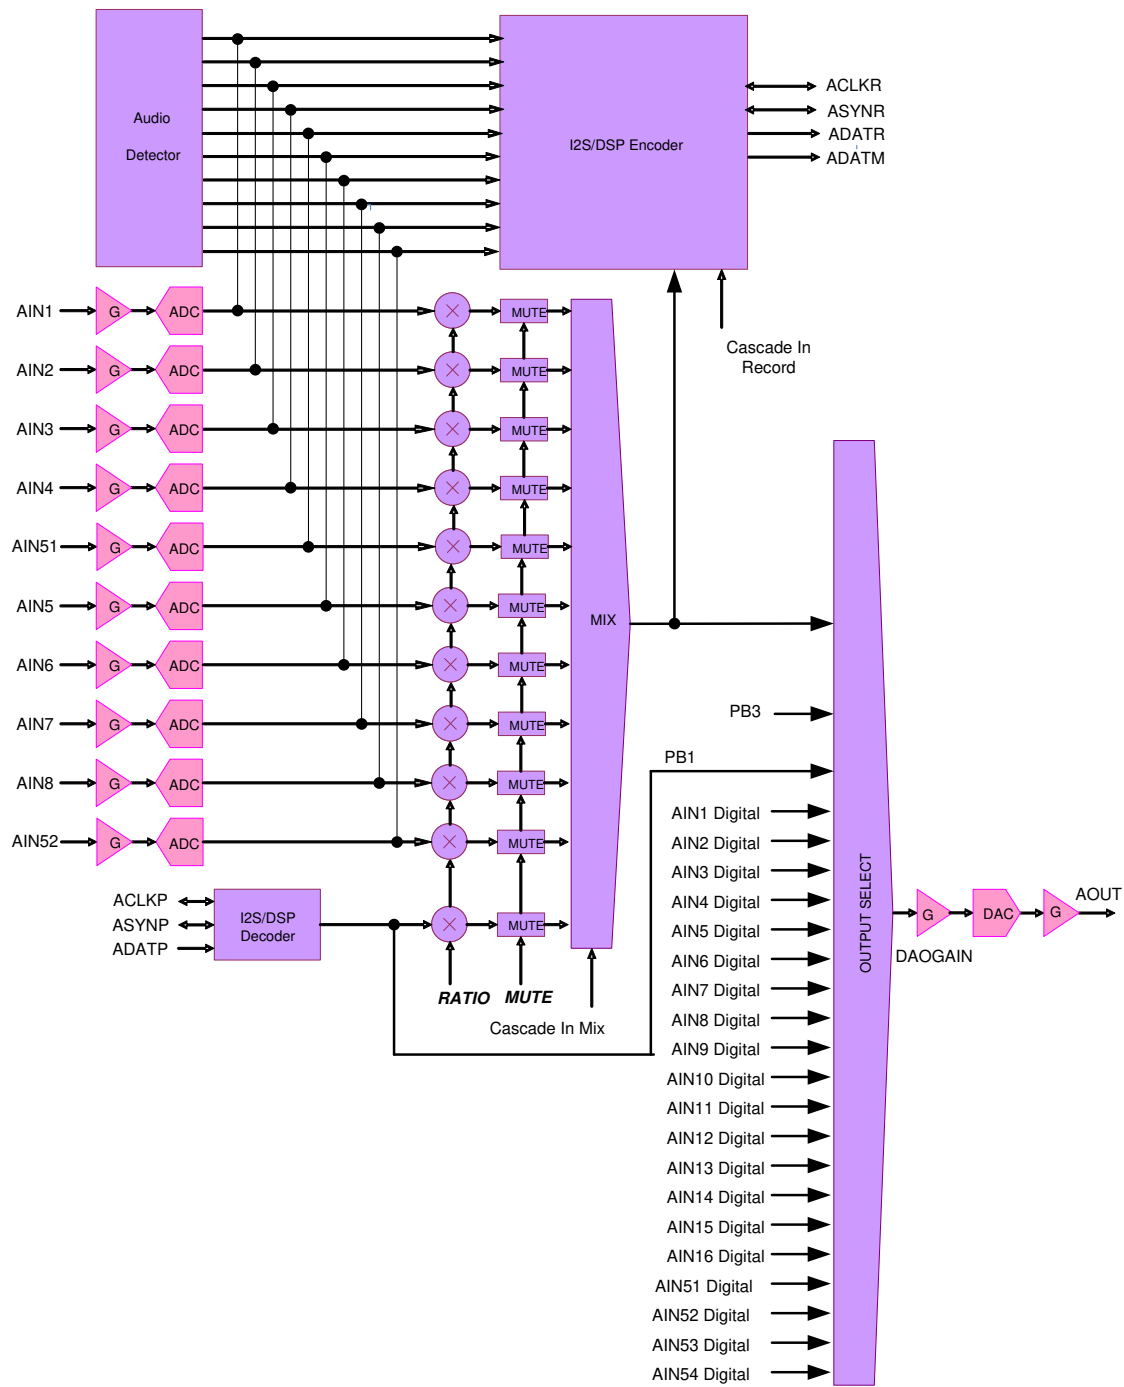 Audio
Detector
I2S/DSP Encoder
ACLKR
ASYNR
ADATR
ADATM
AIN1
G
ADC
MUTE
AIN2
G
ADC
MUTE
Cascade In
Record
AIN3
G
ADC
MUTE
AIN4
G
ADC
MUTE
AIN51
G
ADC
MUTE
AIN5
G
ADC
MUTE
MIX
AIN6
G
ADC
MUTE
AIN7
G
ADC
MUTE
PB3
PB1
AIN8
G
ADC
MUTE
AIN52
G
ADC
MUTE
ACLKP
ASYNP
ADATP
I2S/DSP
Decoder
MUTE
RATIO
MUTE
Cascade In Mix
AIN1 Digital
AIN2 Digital
AIN3 Digital
AIN4 Digital
AIN5 Digital
AIN6 Digital
AIN7 Digital
AIN8 Digital
AIN9 Digital
AIN10 Digital
AIN11 Digital
AIN12 Digital
AIN13 Digital
AIN14 Digital
AIN15 Digital
AIN16 Digital
AIN51 Digital
AIN52 Digital
AIN53 Digital
AIN54 Digital
OUTPUT SELECT
G
DAC
G
AOUT
DAOGAIN